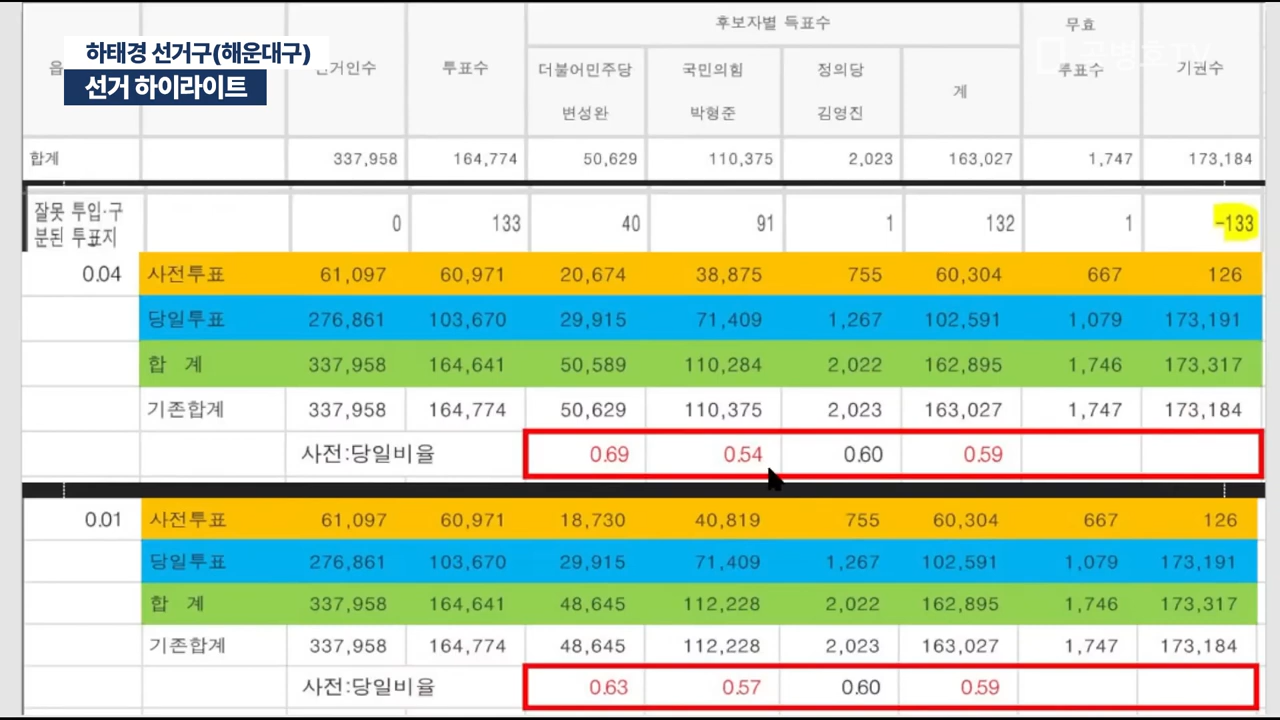 하태경 선거구(해운대구)
선거 하이라이트
후보자별 득표수
무효
투표수
선거인수 투표수 더불어민주당 국민의힘 정의당 계 기권수
변성완 박형준 김영진
공병호TV
합계 337,958 164,774 50,629 110,375 2,023 163,027 1,747 173,184
잘못 투입·구
분된 투표지 0 133 40 91 1 132 1 -133
0.04 사전투표 61,097 60,971 20,674 38,875 755 60,304 667 126
당일투표 276,861 103,670 29,915 71,409 1,267 102,591 1,079 173,191
합 계 337,958 164,641 50,589 110,284 2,022 162,895 1,746 173,317
기존합계 337,958 164,774 50,629 110,375 2,023 163,027 1,747 173,184
사전:당일비율 0.69 0.54 0.60 0.59
0.01 사전투표 61,097 60,971 18,730 40,819 755 60,304 667 126
당일투표 276,861 103,670 29,915 71,409 1,267 102,591 1,079 173,191
합 계 337,958 164,641 48,645 112,228 2,022 162,895 1,746 173,317
기존합계 337,958 164,774 48,645 112,228 2,023 163,027 1,747 173,184
사전:당일비율 0.63 0.57 0.60 0.59